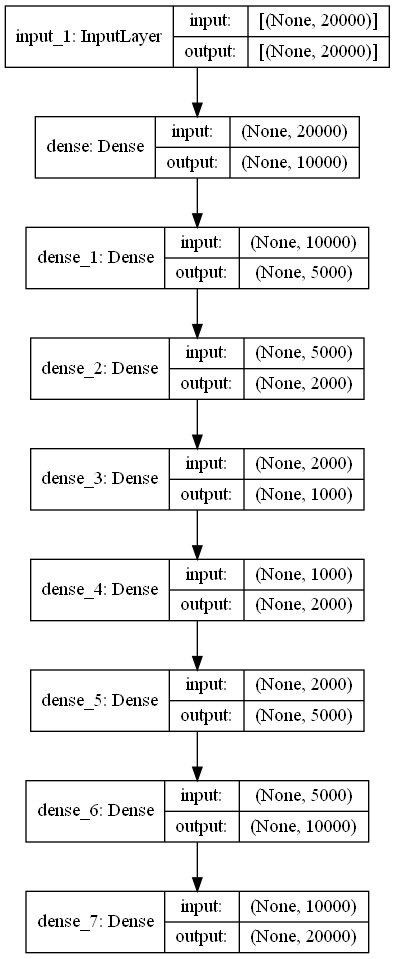 input_1: InputLayer
input: [(None, 20000)]
output: [(None, 20000)]
dense: Dense
input: (None, 20000)
output: (None, 10000)
dense_1: Dense
input: (None, 10000)
output: (None, 5000)
dense_2: Dense
input: (None, 5000)
output: (None, 2000)
dense_3: Dense
input: (None, 2000)
output: (None, 1000)
dense_4: Dense
input: (None, 1000)
output: (None, 2000)
dense_5: Dense
input: (None, 2000)
output: (None, 5000)
dense_6: Dense
input: (None, 5000)
output: (None, 10000)
dense_7: Dense
input: (None, 10000)
output: (None, 20000)